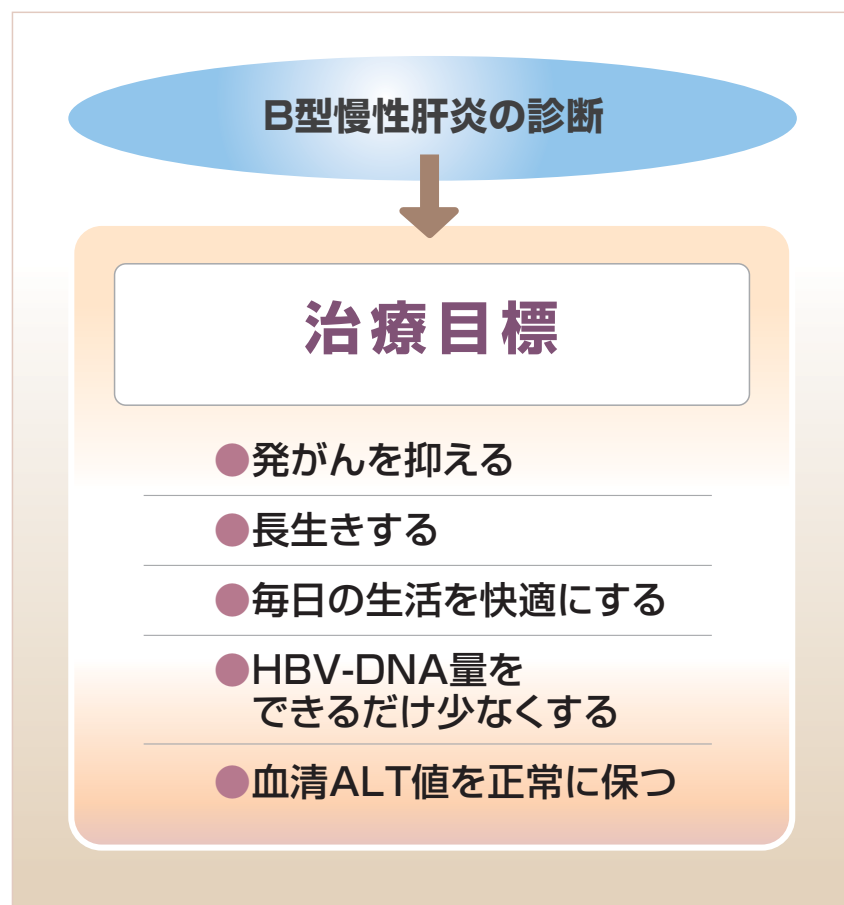 B型慢性肝炎の診断
治療目標
●発がんを抑える
●長生きする
●毎日の生活を快適にする
●HBV-DNA量を
できるだけ少なくする
●血清ALT値を正常に保つ